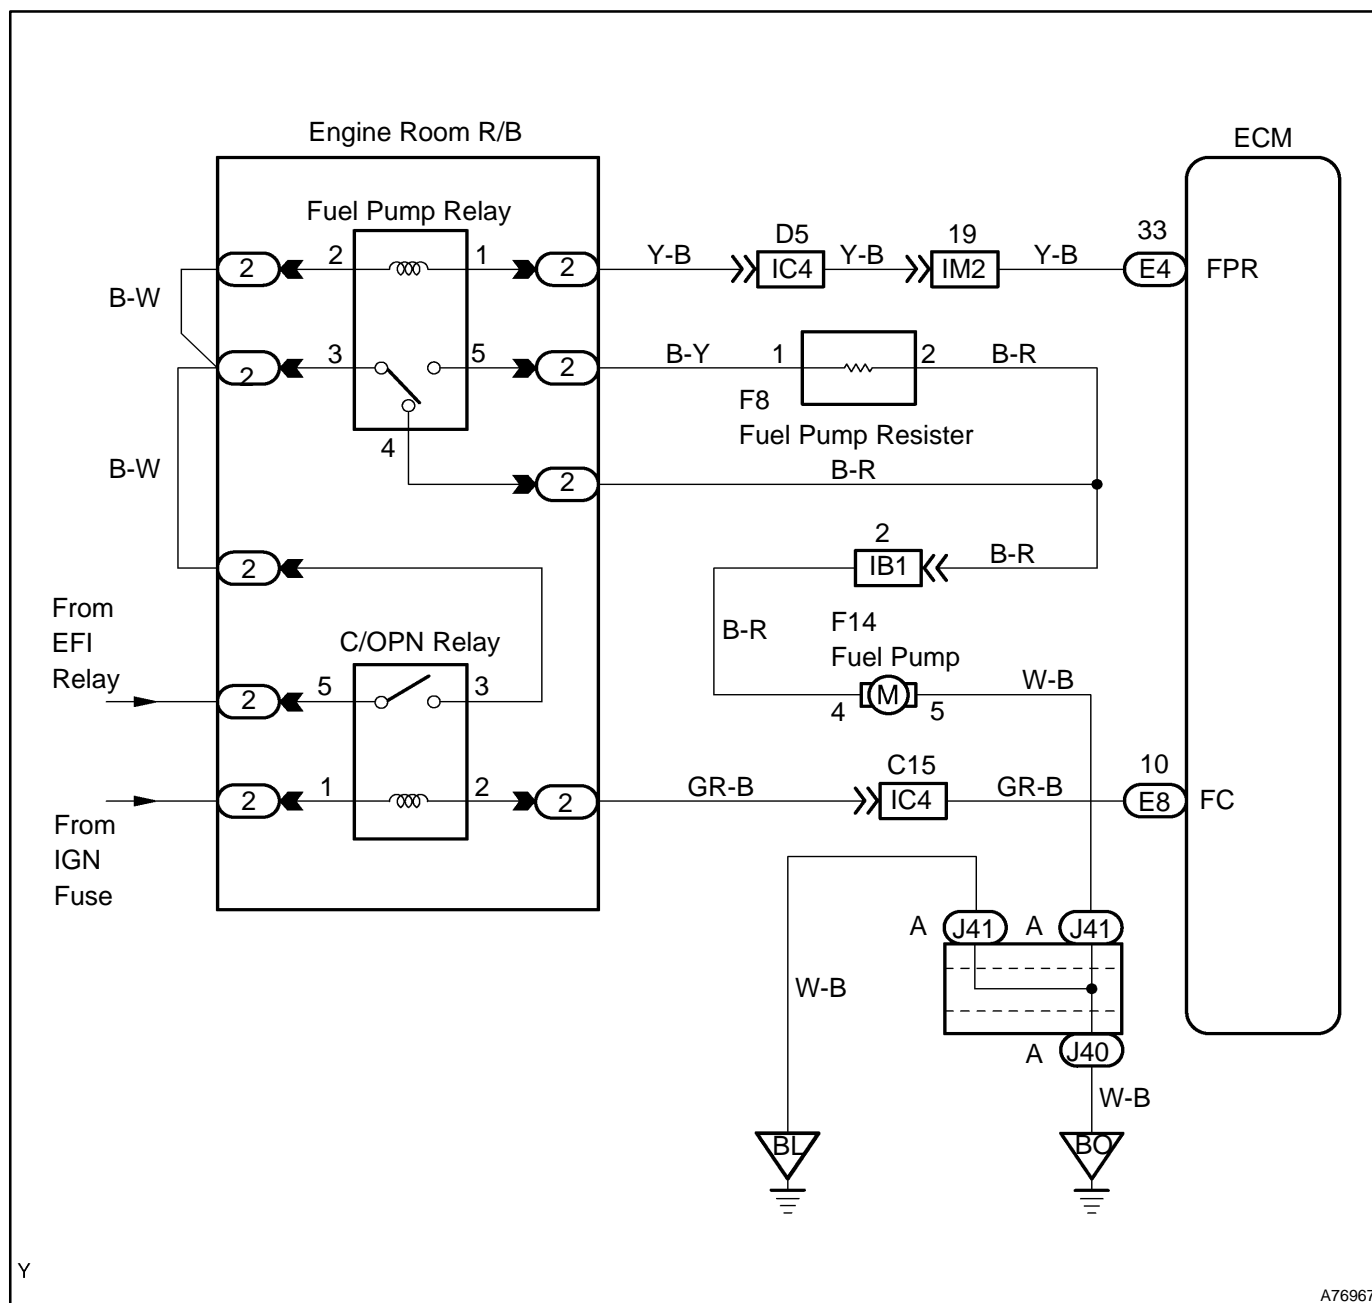 Engine Room R/B
ECM
Fuel Pump Relay
2
2
1
2
Y-B
D5
IC4
Y-B
19
IM2
Y-B
33
E4
FPR
B-W
2
3
5
2
B-Y
1
2
B-R
F8
Fuel Pump Resister
4
2
B-R
B-W
2
2
IB1
B-R
From
EFI
Relay
C/OPN Relay
B-R
F14
Fuel Pump
2
5
3
4
M
5
W-B
2
1
2
2
GR-B
C15
IC4
GR-B
10
E8
FC
From
IGN
Fuse
A
J41
A
J41
W-B
A
J40
W-B
BL
BO
Y
A76967